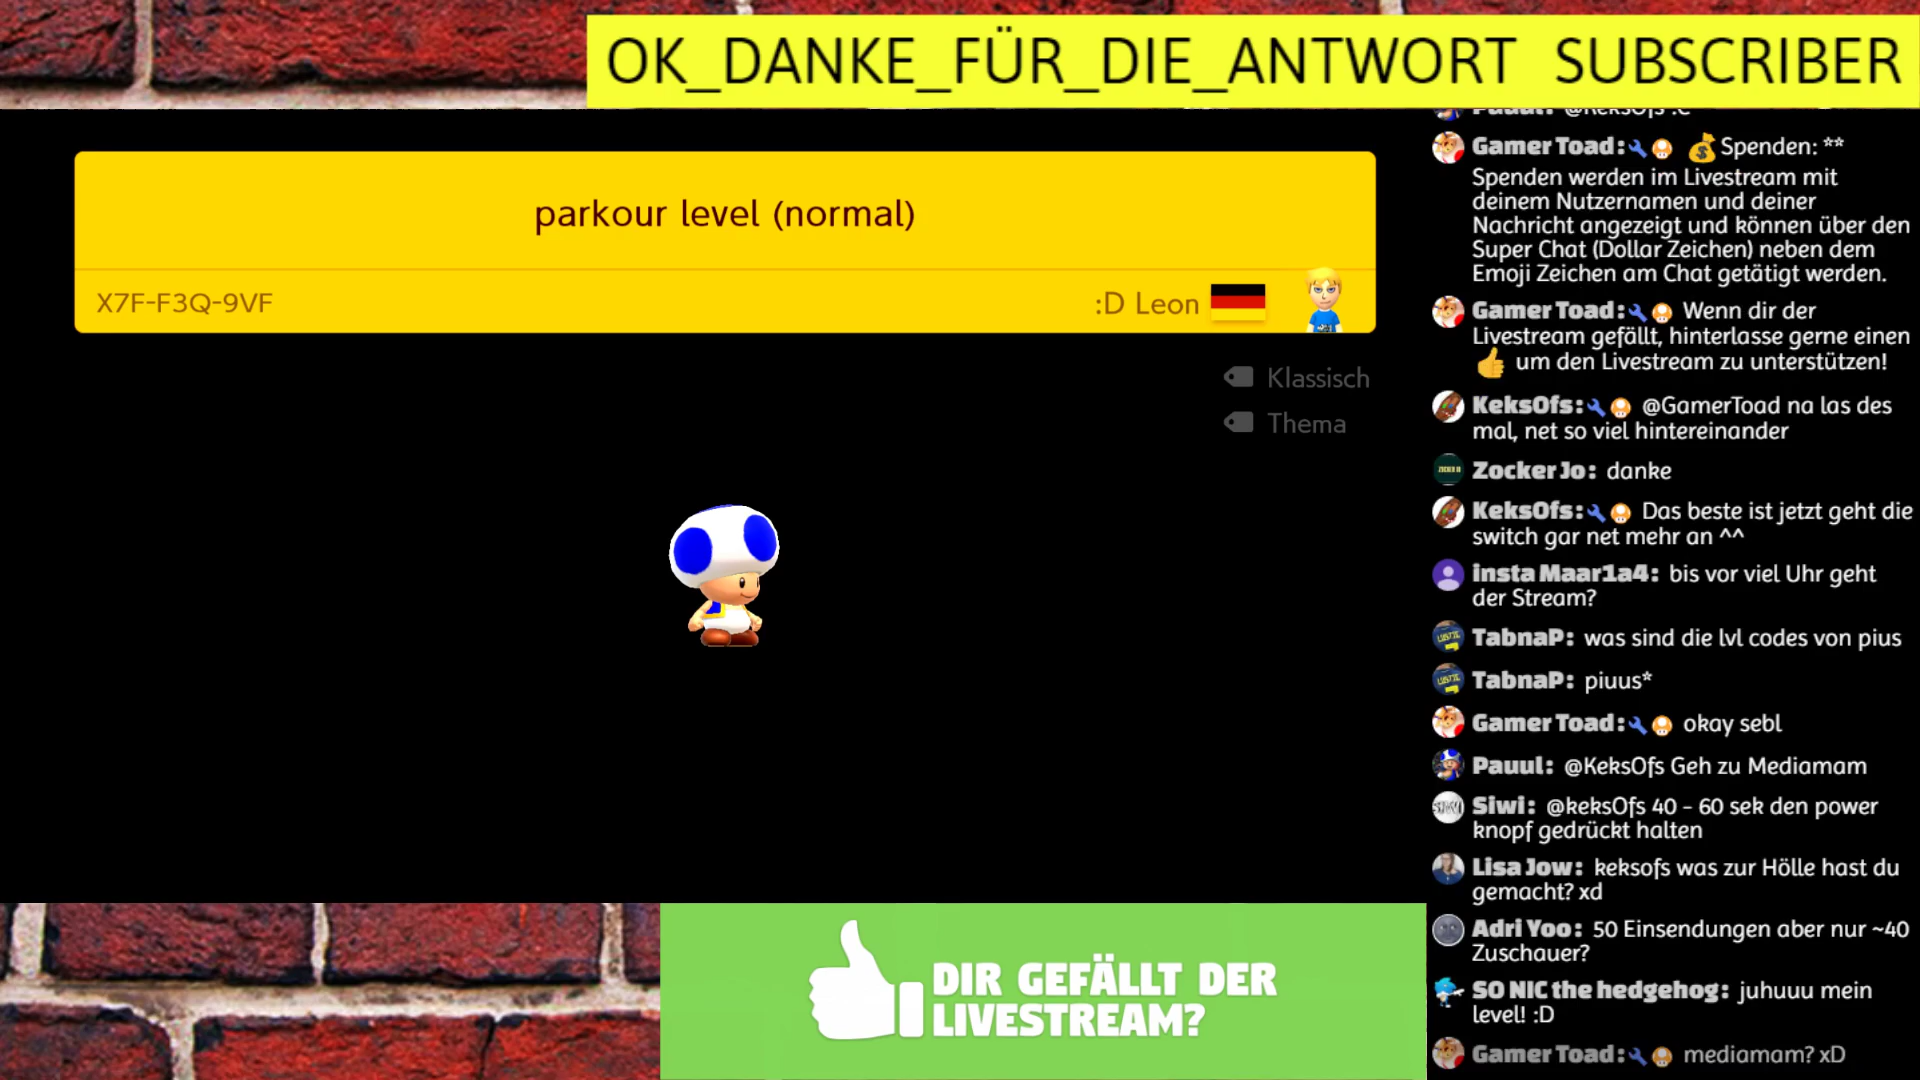 OK_DANKE_FÜR_DIE_ANTWORT SUBSCRIBER
parkour level (normal)
X7F-F3Q-9VF
:D Leon
Klassisch
Thema
DIR GEFÄLLT DER
LIVESTREAM?
Pauul: @KeksOfs :c
Gamer Toad: Spenden: **
Spenden werden im Livestream mit
deinem Nutzernamen und deiner
Nachricht angezeigt und können über den
Super Chat (Dollar Zeichen) neben dem
Emoji Zeichen am Chat getätigt werden.
Gamer Toad: Wenn dir der
Livestream gefällt, hinterlasse gerne einen
um den Livestream zu unterstützen!
KeksOfs: @GamerToad na las des
mal, net so viel hintereinander
Zocker Jo: danke
KeksOfs: Das beste ist jetzt geht die
switch gar net mehr an ^^
insta Maar1a4: bis vor viel Uhr geht
der Stream?
TabnaP: was sind die lvl codes von pius
TabnaP: piuus*
Gamer Toad: okay sebl
Pauul: @KeksOfs Geh zu Mediamam
Siwi: @keksOfs 40 - 60 sek den power
knopf gedrückt halten
Lisa Jow: keksofs was zur Hölle hast du
gemacht? xd
Adri Yoo: 50 Einsendungen aber nur ~40
Zuschauer?
SO NIC the hedgehog: juhuuu mein
level! :D
Gamer Toad: mediamam? xD